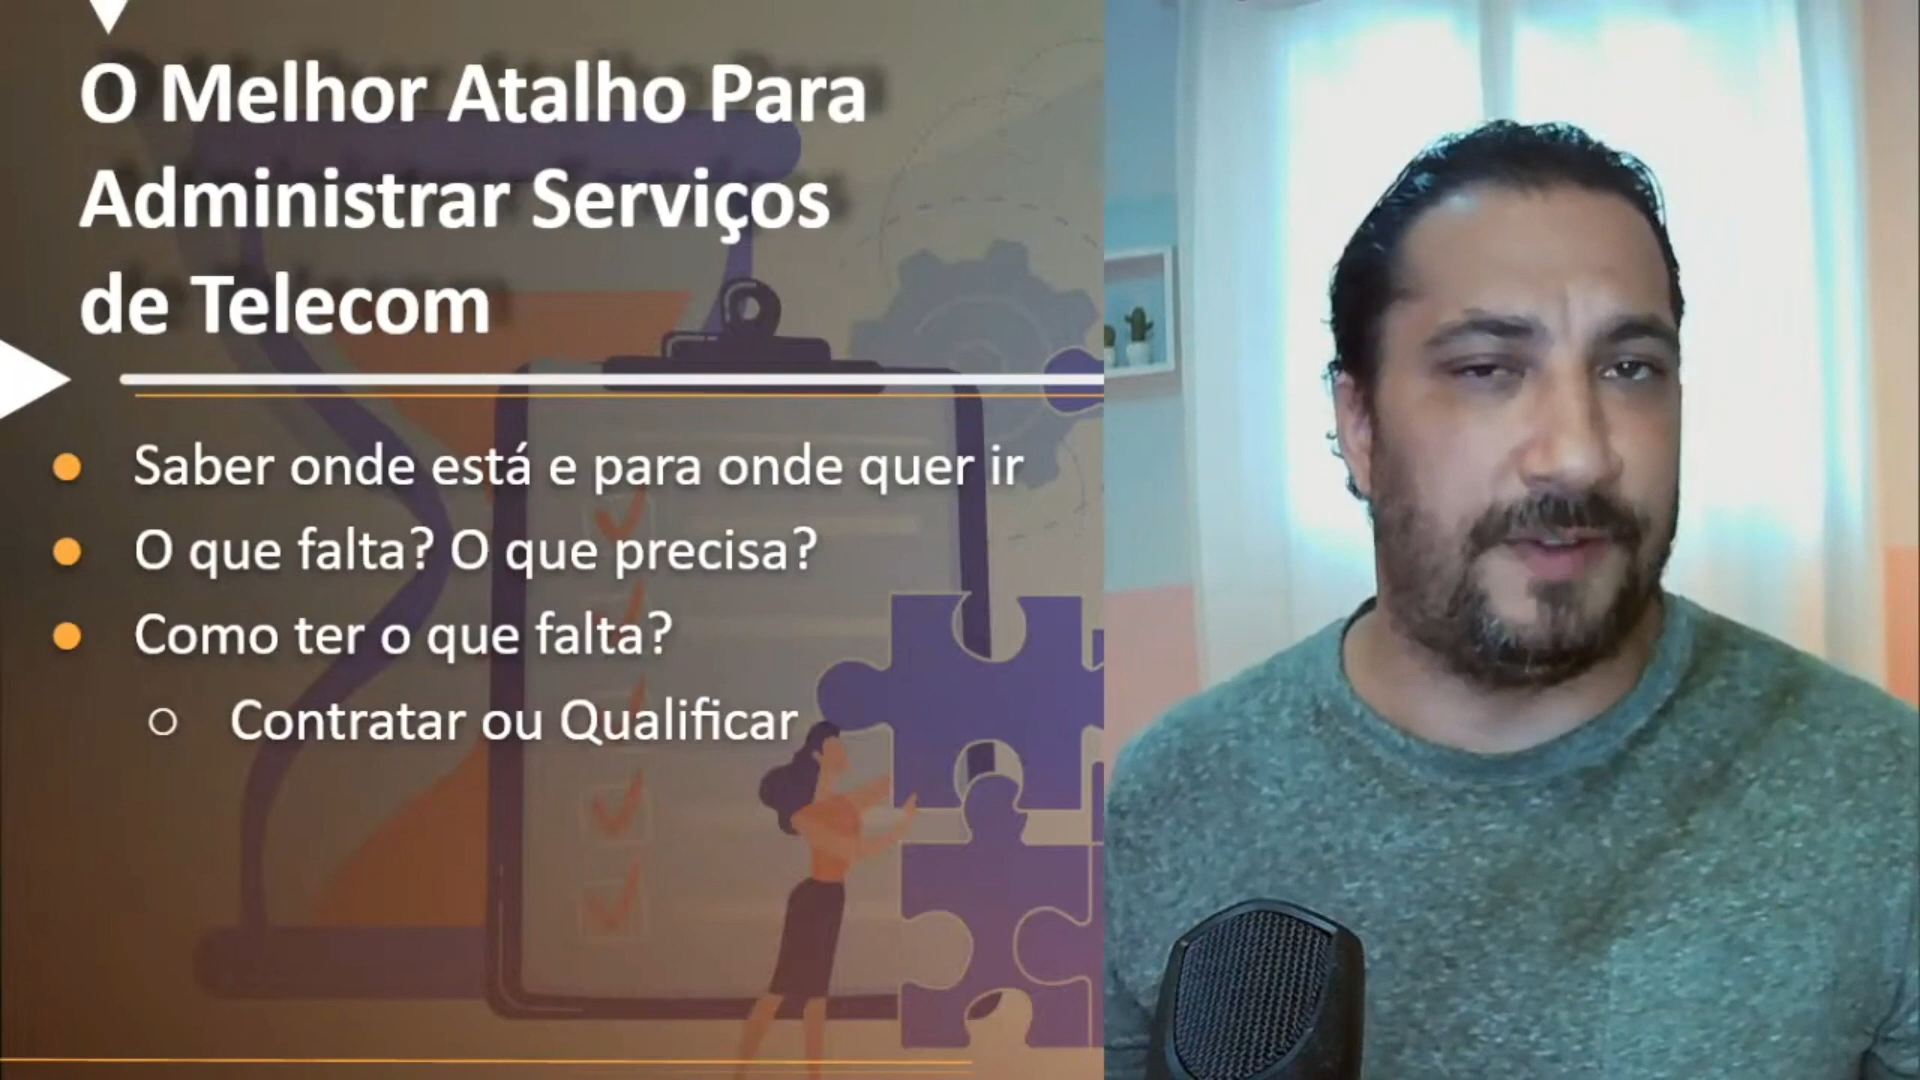 O Melhor Atalho Para
Administrar Serviços
de Telecom
Saber onde está e para onde quer ir
O que falta? O que precisa?
Como ter o que falta?
Contratar ou Qualificar